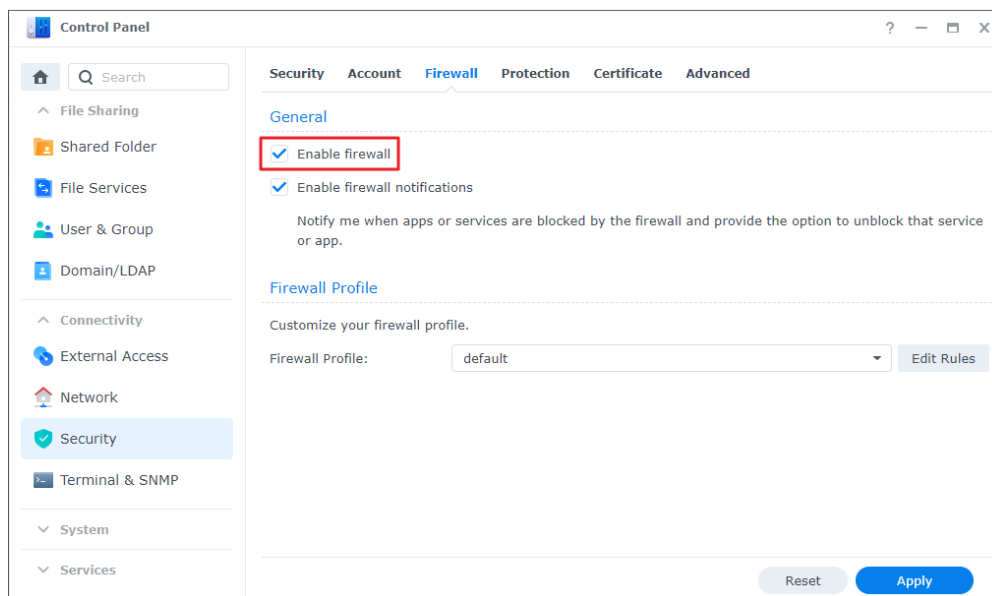 Control Panel
?
Search
Security Account Firewall Protection Certificate Advanced
File Sharing
Shared Folder
File Services
User & Group
Domain/LDAP
Connectivity
External Access
Network
Security
Terminal & SNMP
System
Services
General
Enable firewall
Enable firewall notifications
Notify me when apps or services are blocked by the firewall and provide the option to unblock that service
or app.
Firewall Profile
Customize your firewall profile.
Firewall Profile: default Edit Rules
Reset Apply